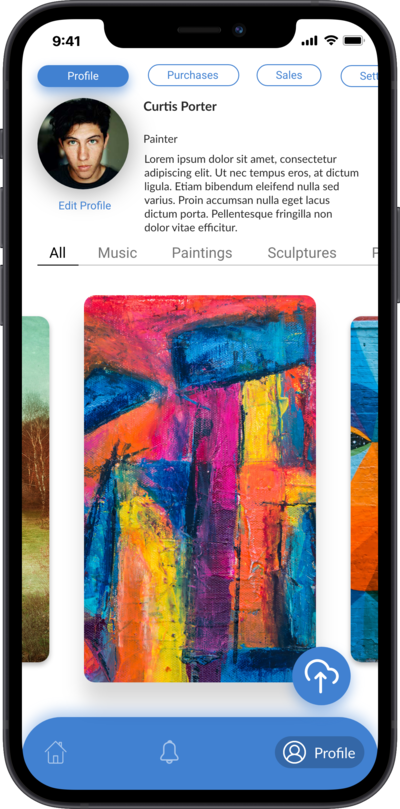 9:41
Profile
Purchases
Sales
Sett
Curtis Porter
Painter
Lorem ipsum dolor sit amet, consectetur
adipiscing elit. Ut nec tempus eros, at dictum
ligula. Etiam bibendum eleifend nulla sed
varius. Proin accumsan nulla eget lacus
dictum porta. Pellentesque fringilla non
dolor vitae efficitur.
Edit Profile
All
Music
Paintings
Sculptures
Profile